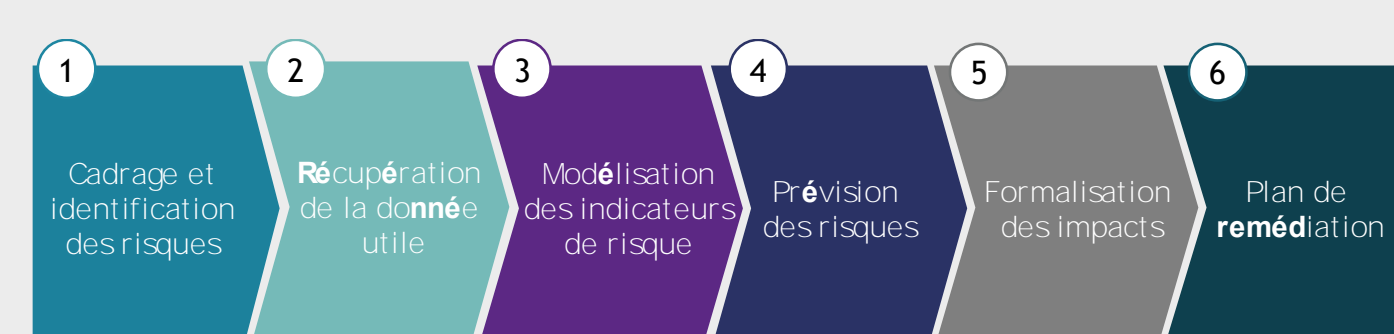 1
Cadrage et
identification
des risques
2
Récupération
de la donnée
utile
3
Modélisation
des indicateurs
de risque
4
Prévision
des risques
5
Formalisation
des impacts
6
Plan de
remédiation